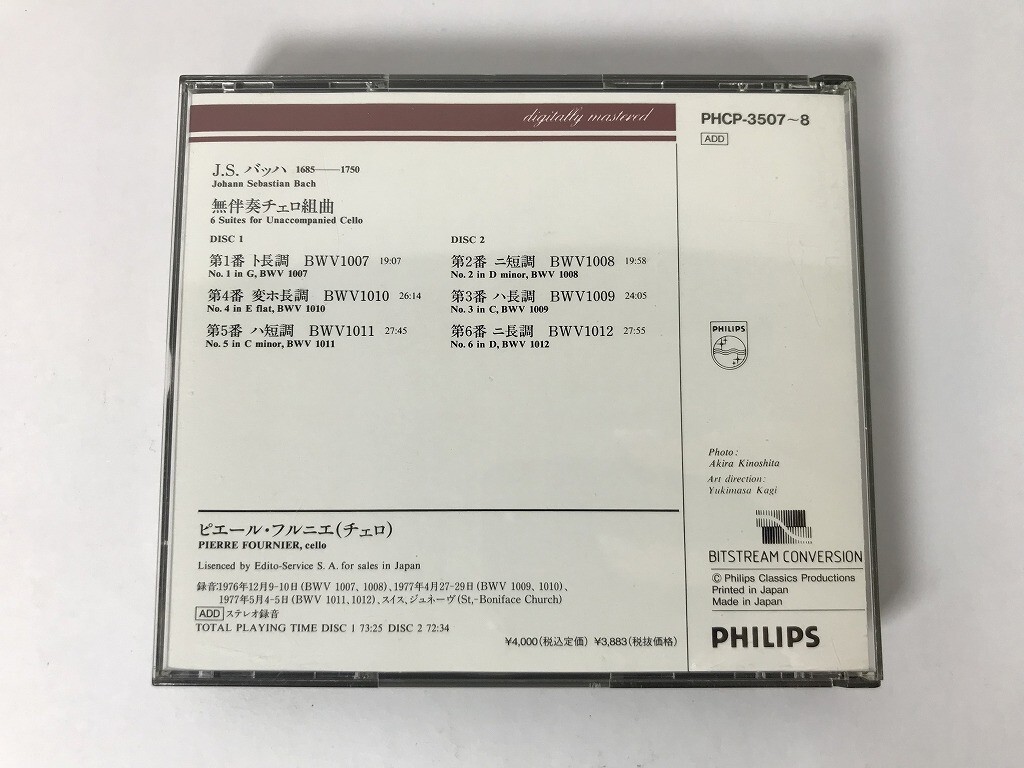 digitally mastered
J.S. バッハ 1685——1750
Johann Sebastian Bach
無伴奏チェロ組曲
6 Suites for Unaccompanied Cello
DISC 1
第1番 ト長調 BWV1007 19:07
No. 1 in G, BWV 1007
第4番 変ホ長調 BWV1010 26:14
No. 4 in E flat, BWV 1010
第5番 ハ短調 BWV1011 27:45
No. 5 in C minor, BWV 1011
DISC 2
第2番 ニ短調 BWV1008 19:58
No. 2 in D minor, BWV 1008
第3番 ハ長調 BWV1009 24:05
No. 3 in C, BWV 1009
第6番 ニ長調 BWV1012 27:55
No. 6 in D, BWV 1012
ピエール・フルニエ(チェロ)
PIERRE FOURNIER, cello
Lisenced by Edito-Service S. A. for sales in Japan
録音:1976年12月9-10日(BWV 1007, 1008)、1977年4月27-29日(BWV 1009, 1010)、
1977年5月4-5日(BWV 1011, 1012)、スイス、ジュネーヴ(St,-Boniface Church)
ADD ステレオ録音
TOTAL PLAYING TIME DISC 1 73:25 DISC 2 72:34
¥4,000(税込定価) ¥3,883(税抜価格)
PHCP-3507~8
ADD
PHILIPS
Photo:
Akira Kinoshita
Art direction:
Yukimasa Kagi
BITSTREAM CONVERSION
© Philips Classics Productions
Printed in Japan
Made in Japan
PHILIPS